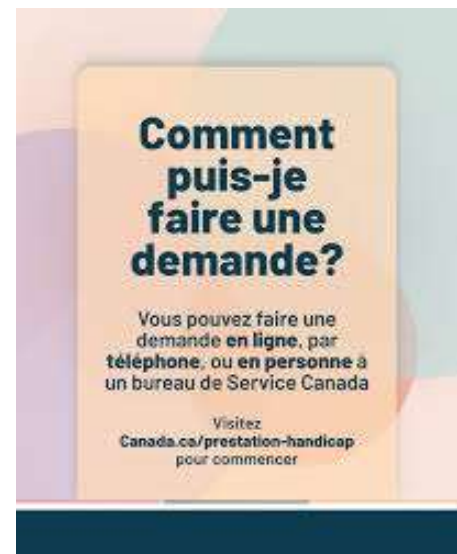 Comment
puis-je
faire une
demande?
Vous pouvez faire une
demande en ligne, par
téléphone, ou en personne à
un bureau de Service Canada
Visitez
Canada.ca/prestation-handicap
pour commencer